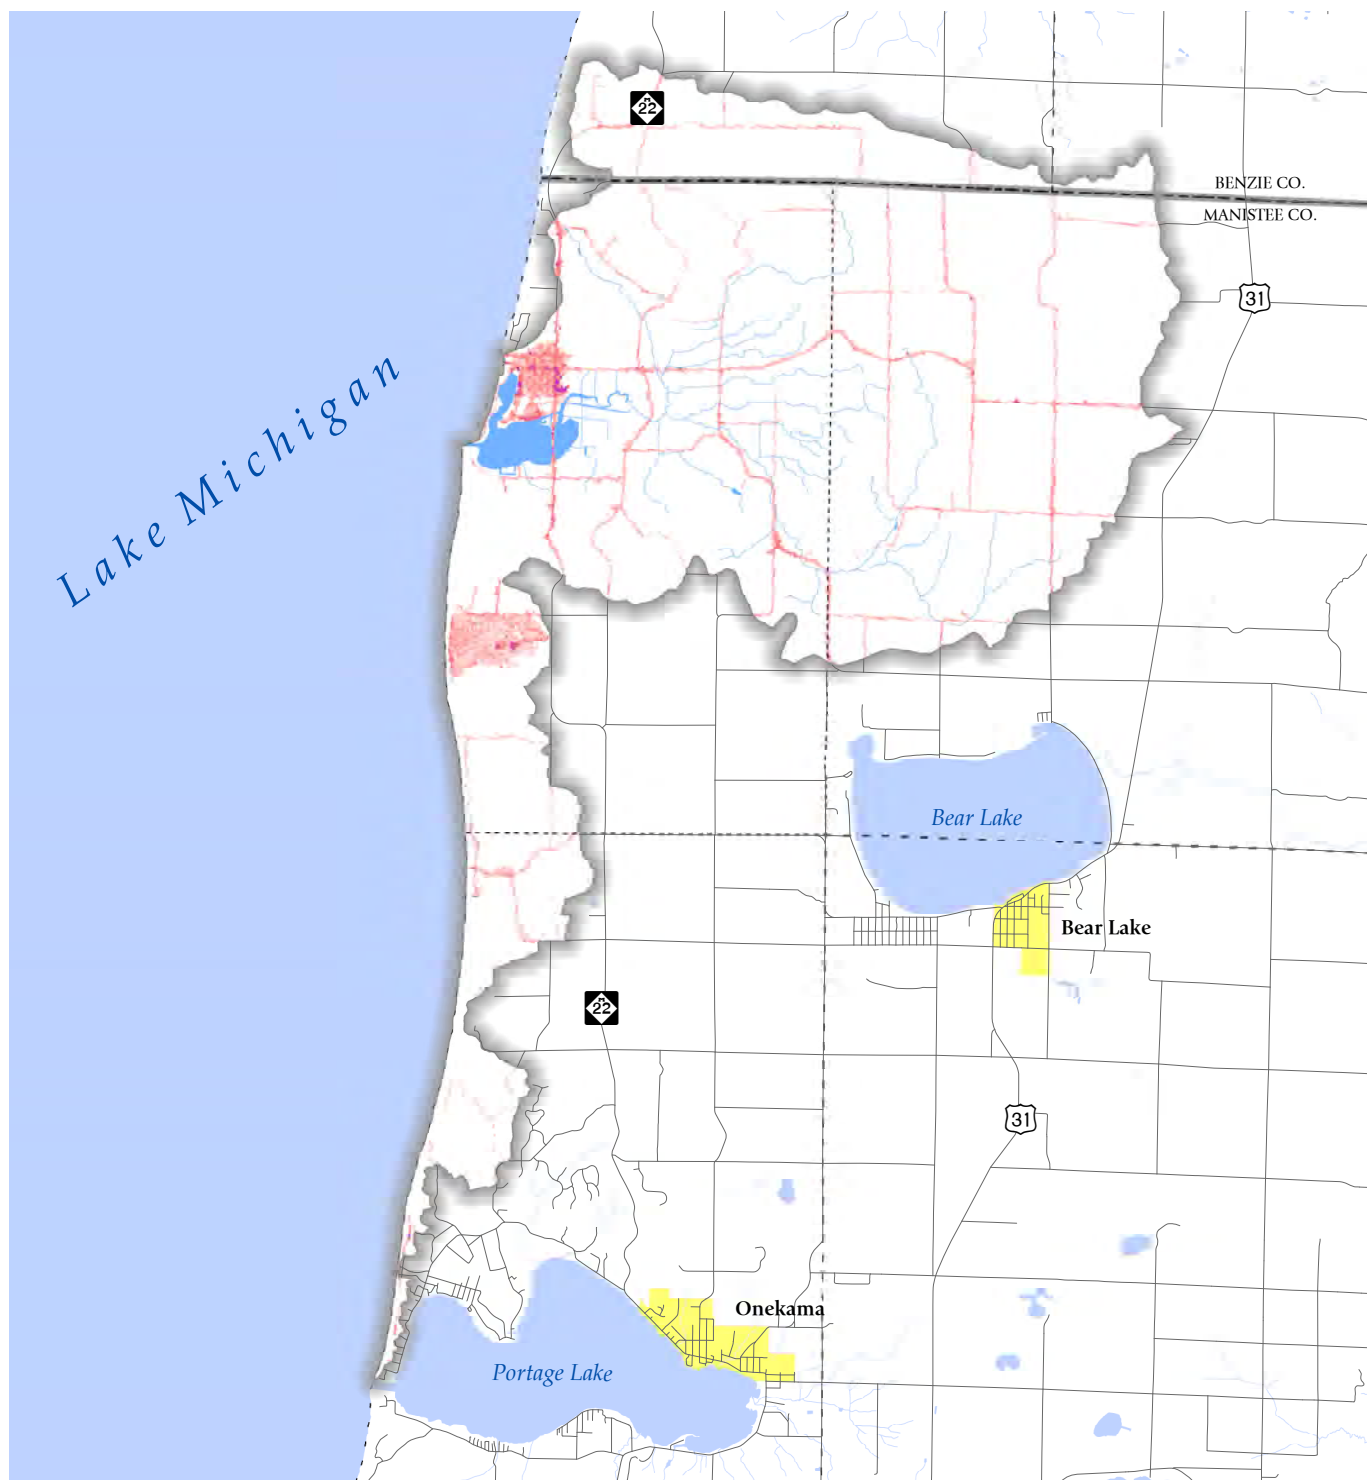 M
22
BENZIE CO.
MANISTEE CO.
31
Lake Michigan
Bear Lake
Bear Lake
M
22
31
Onekama
Portage Lake